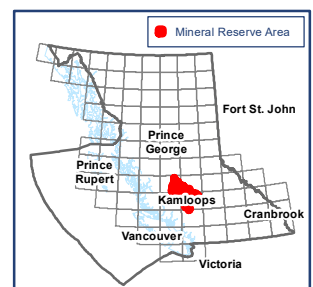 Mineral Reserve Area
Fort St. John
Prince
George
Prince
Rupert
Kamloops
Cranbrook
Vancouver
Victoria